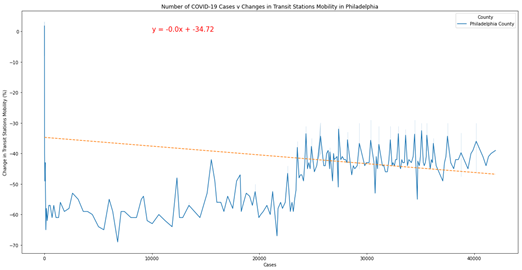 Number of COVID-19 Cases v Changes in Transit Stations Mobility in Philadelphia
y = -0.0x + -34.72
County
Philadelphia County
Change in Transit Stations Mobility (%)
0
−10
−20
−30
−40
−50
−60
−70
0
10000
20000
30000
40000
Cases